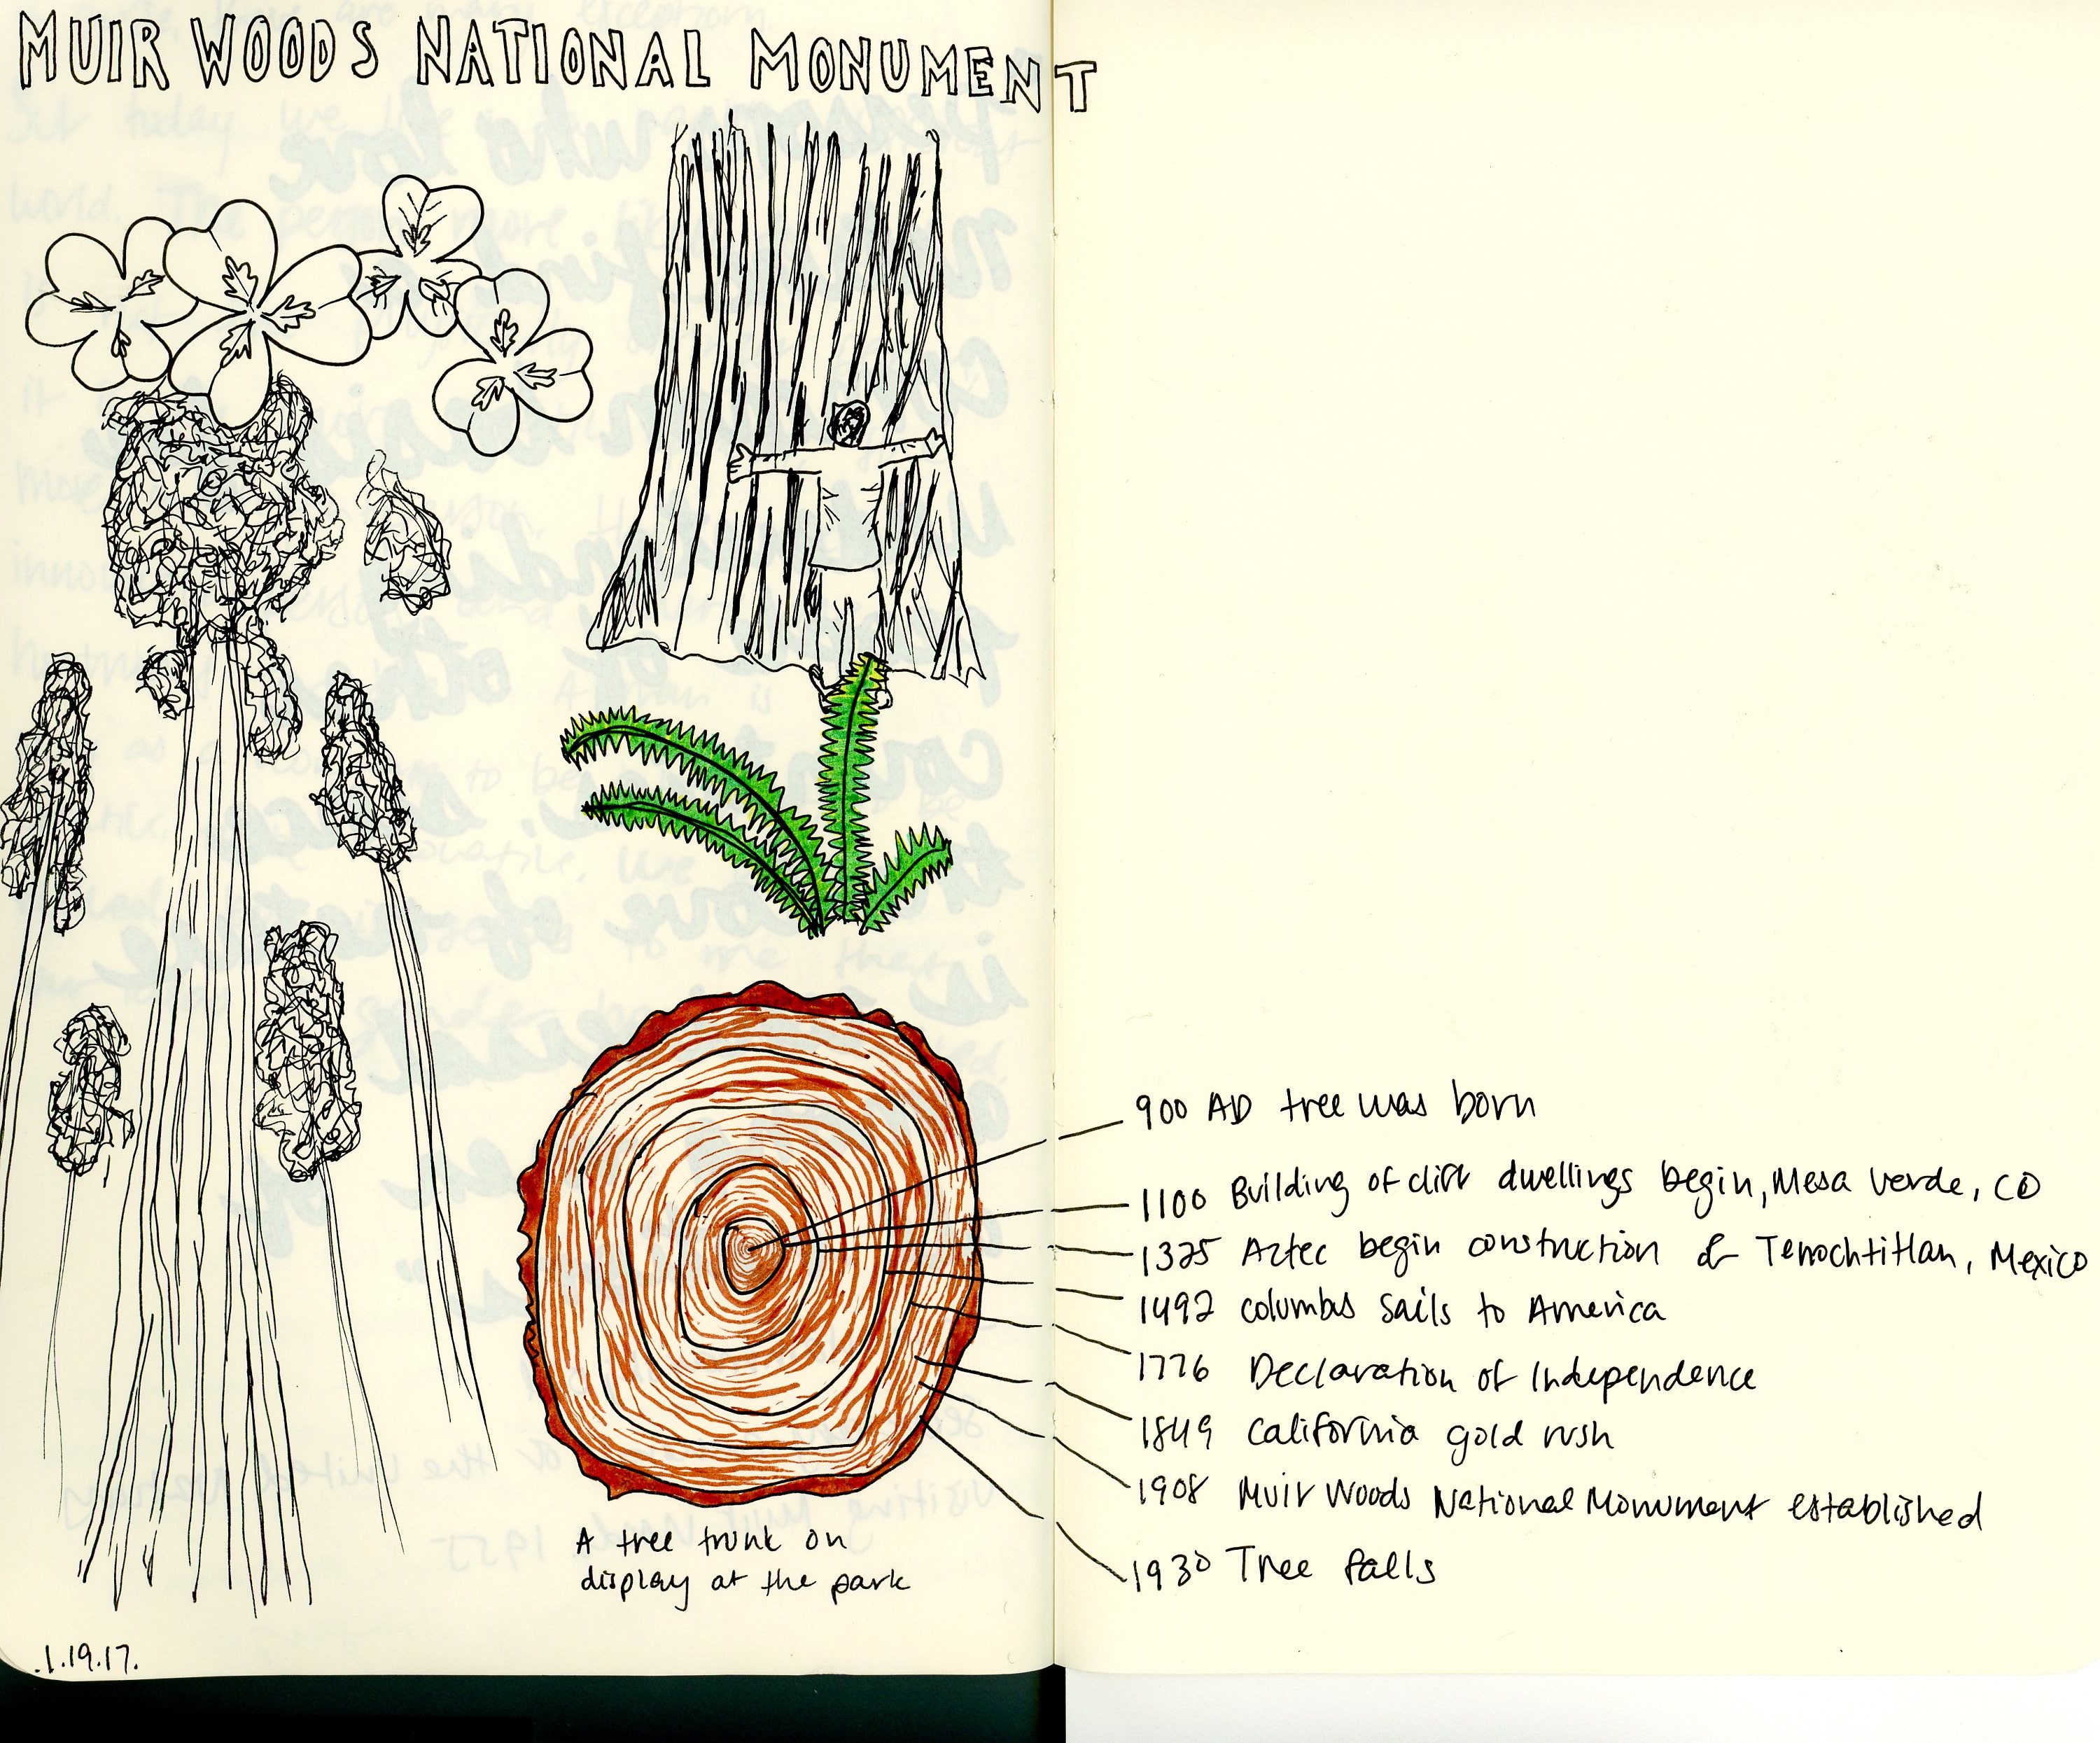 MUIR WOODS NATIONAL MONUMENT
900 AD tree was born
1100 Building of cliff dwellings begin, Mesa Verde, CO
1325 Aztec begin construction of Tenochtitlan, Mexico
1492 columbus sails to America
1776 Declaration of Independence
1849 California gold rush
1908 Muir Woods National Monument established
1930 Tree falls
A tree trunk on
display at the park
.1.19.17.